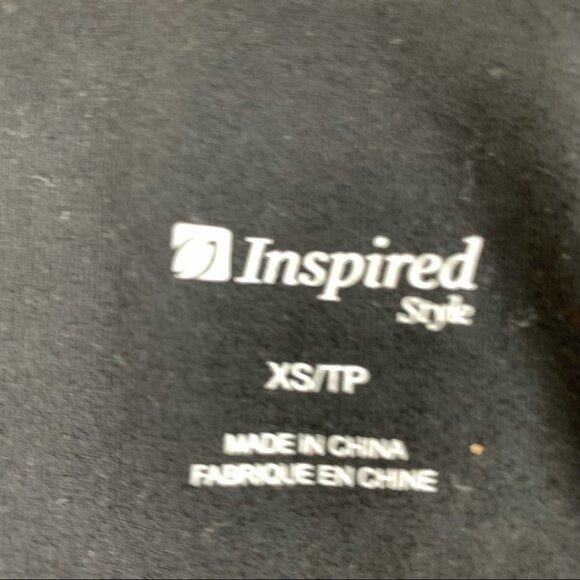 Inspired
Style
XS/TP
MADE IN CHINA
FABRIQUE EN CHINE